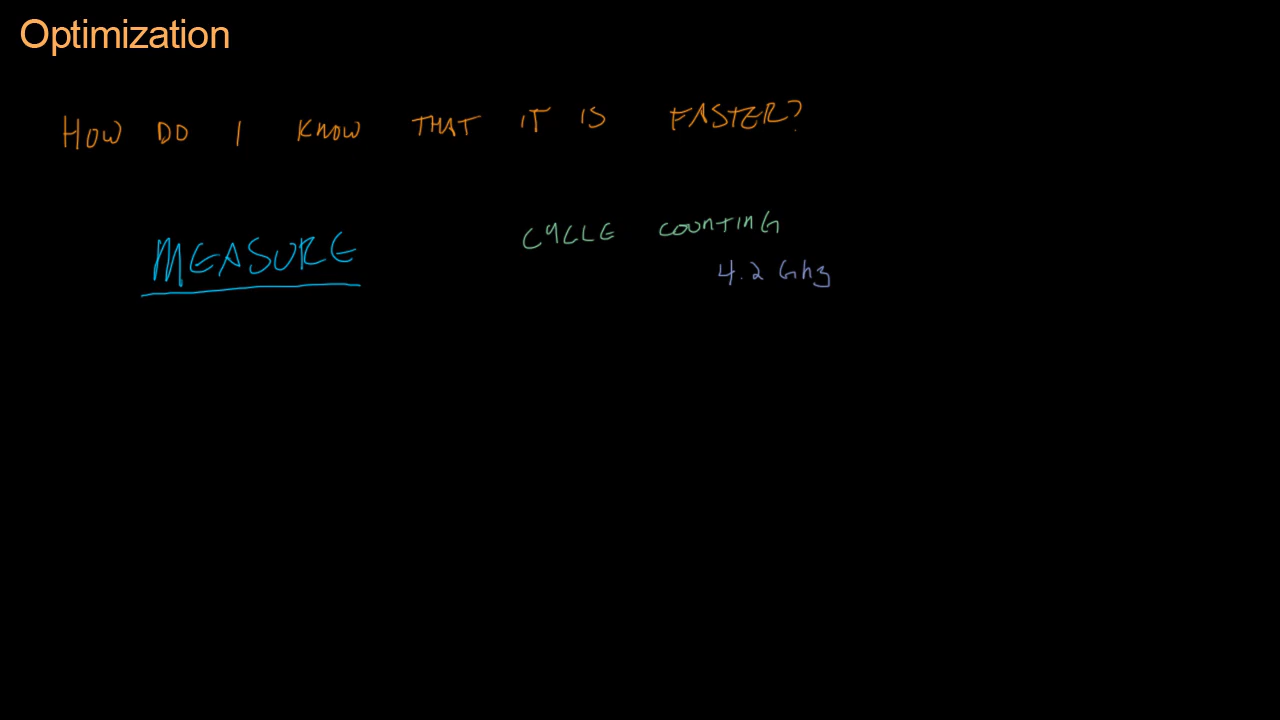 Optimization
HOW DO I KNOW THAT IT IS FASTER?
MEASURE
CYCLE COUNTING
4.2 Ghz